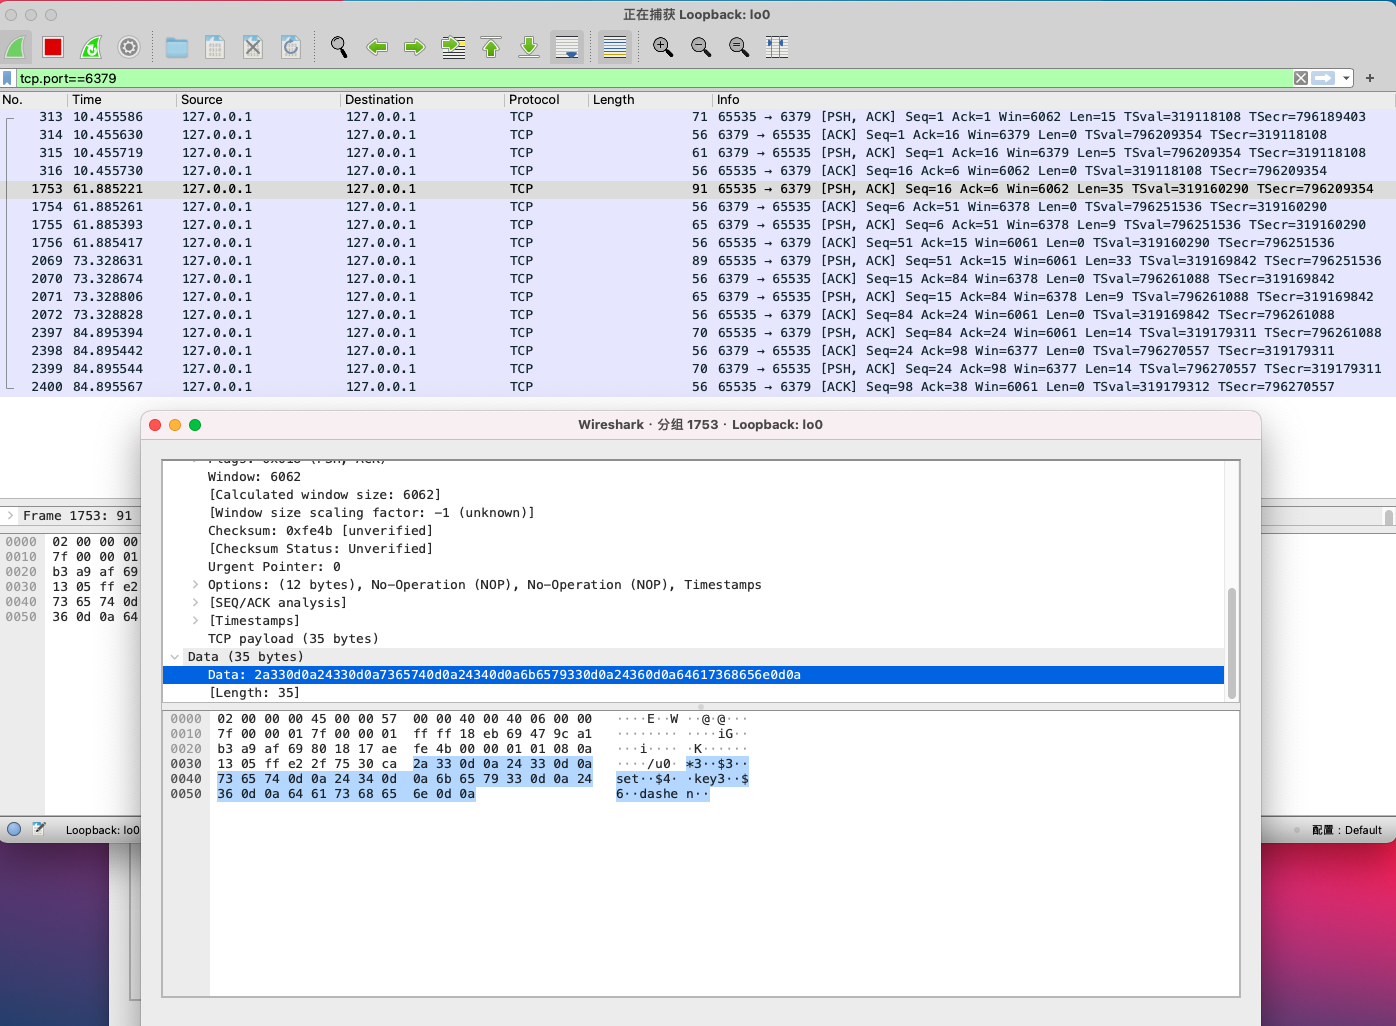 正在捕获 Loopback: lo0
tcp.port==6379
No. Time Source Destination Protocol Length Info
313 10.455586 127.0.0.1 127.0.0.1 TCP 71 65535 → 6379 [PSH, ACK] Seq=1 Ack=1 Win=6062 Len=15 TSval=319118108 TSecr=796189403
314 10.455630 127.0.0.1 127.0.0.1 TCP 56 6379 → 65535 [ACK] Seq=1 Ack=16 Win=6379 Len=0 TSval=796209354 TSecr=319118108
315 10.455719 127.0.0.1 127.0.0.1 TCP 61 6379 → 65535 [PSH, ACK] Seq=1 Ack=16 Win=6379 Len=5 TSval=796209354 TSecr=319118108
316 10.455730 127.0.0.1 127.0.0.1 TCP 56 65535 → 6379 [ACK] Seq=16 Ack=6 Win=6062 Len=0 TSval=319118108 TSecr=796209354
1753 61.885221 127.0.0.1 127.0.0.1 TCP 91 65535 → 6379 [PSH, ACK] Seq=16 Ack=6 Win=6062 Len=35 TSval=319160290 TSecr=796209354
1754 61.885261 127.0.0.1 127.0.0.1 TCP 56 6379 → 65535 [ACK] Seq=6 Ack=51 Win=6378 Len=0 TSval=796251536 TSecr=319160290
1755 61.885393 127.0.0.1 127.0.0.1 TCP 65 6379 → 65535 [PSH, ACK] Seq=6 Ack=51 Win=6378 Len=9 TSval=796251536 TSecr=319160290
1756 61.885417 127.0.0.1 127.0.0.1 TCP 56 65535 → 6379 [ACK] Seq=51 Ack=15 Win=6061 Len=0 TSval=319160290 TSecr=796251536
2069 73.328631 127.0.0.1 127.0.0.1 TCP 89 65535 → 6379 [PSH, ACK] Seq=51 Ack=15 Win=6061 Len=33 TSval=319169842 TSecr=796251536
2070 73.328674 127.0.0.1 127.0.0.1 TCP 56 6379 → 65535 [ACK] Seq=15 Ack=84 Win=6378 Len=0 TSval=796261088 TSecr=319169842
2071 73.328806 127.0.0.1 127.0.0.1 TCP 65 6379 → 65535 [PSH, ACK] Seq=15 Ack=84 Win=6378 Len=9 TSval=796261088 TSecr=319169842
2072 73.328828 127.0.0.1 127.0.0.1 TCP 56 65535 → 6379 [ACK] Seq=84 Ack=24 Win=6061 Len=0 TSval=319169842 TSecr=796261088
2397 84.895394 127.0.0.1 127.0.0.1 TCP 70 65535 → 6379 [PSH, ACK] Seq=84 Ack=24 Win=6061 Len=14 TSval=319179311 TSecr=796261088
2398 84.895442 127.0.0.1 127.0.0.1 TCP 56 6379 → 65535 [ACK] Seq=24 Ack=98 Win=6377 Len=0 TSval=796270557 TSecr=319179311
2399 84.895544 127.0.0.1 127.0.0.1 TCP 70 6379 → 65535 [PSH, ACK] Seq=24 Ack=98 Win=6377 Len=14 TSval=796270557 TSecr=319179311
2400 84.895567 127.0.0.1 127.0.0.1 TCP 56 65535 → 6379 [ACK] Seq=98 Ack=38 Win=6061 Len=0 TSval=319179312 TSecr=796270557
Frame 1753: 91
0000 02 00 00 00
0010 7f 00 00 01
0020 b3 a9 af 69
0030 13 05 ff e2
0040 73 65 74 0d
0050 36 0d 0a 64
Loopback: lo0
配置：Default
Wireshark · 分组 1753 · Loopback: lo0
Window: 6062
[Calculated window size: 6062]
[Window size scaling factor: -1 (unknown)]
Checksum: 0xfe4b [unverified]
[Checksum Status: Unverified]
Urgent Pointer: 0
Options: (12 bytes), No-Operation (NOP), No-Operation (NOP), Timestamps
[SEQ/ACK analysis]
[Timestamps]
TCP payload (35 bytes)
Data (35 bytes)
Data: 2a330d0a24330d0a7365740d0a24340d0a6b6579330d0a24360d0a64617368656e0d0a
[Length: 35]
0000 02 00 00 00 45 00 00 57 00 00 40 00 40 06 00 00 ····E··W ··@·@···
0010 7f 00 00 01 7f 00 00 01 ff ff 18 eb 69 47 9c a1 ········ ····iG··
0020 b3 a9 af 69 80 18 17 ae fe 4b 00 00 01 01 08 0a ···i···· ·K······
0030 13 05 ff e2 2f 75 30 ca 2a 33 0d 0a 24 33 0d 0a ····/u0· *3··$3··
0040 73 65 74 0d 0a 24 34 0d 0a 6b 65 79 33 0d 0a 24 set··$4· ·key3··$
0050 36 0d 0a 64 61 73 68 65 6e 0d 0a 6··dashe n··